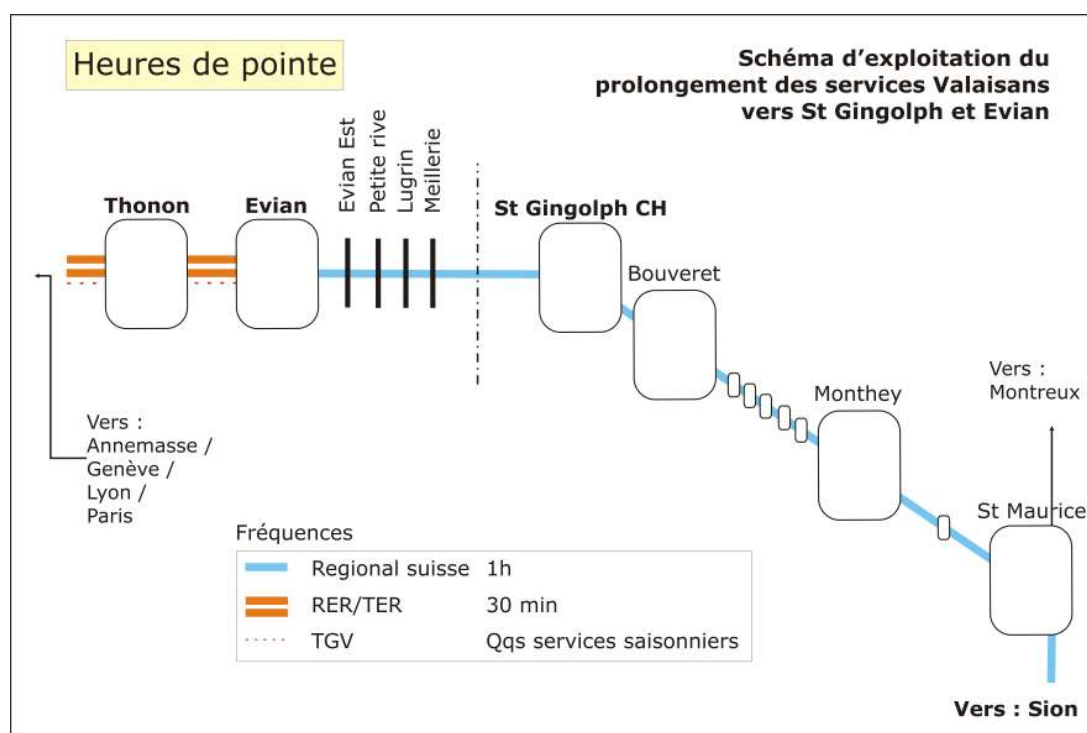 Heures de pointe
Schéma d'exploitation du
prolongement des services Valaisans
vers St Gingolph et Evian
Thonon
Evian
Evian Est
Petite rive
Lugrin
Meillerie
St Gingolph CH
Bouveret
Monthey
Vers :
Montreux
St Maurice
Vers :
Annemasse /
Genève /
Lyon /
Paris
Fréquences
Regional suisse 1h
RER/TER 30 min
TGV Qqs services saisonniers
Vers : Sion